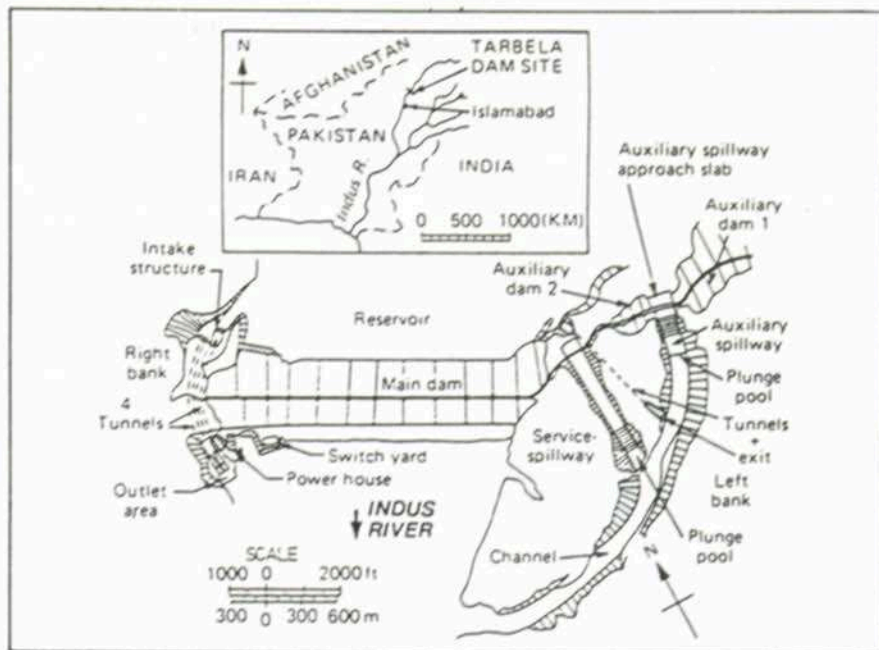 N
AFGHANISTAN
TARBELA
DAM SITE
Islamabad
PAKISTAN
IRAN
Indus R.
INDIA
0 500 1000(KM)
Auxiliary spillway
approach slab
Auxiliary
dam 1
Auxiliary
dam 2
Intake
structure
Reservoir
Right
bank
Main dam
Auxiliary
spillway
Plunge
pool
4
Tunnels
Tunnels
+
exit
Service-
spillway
Switch yard
Power house
Outlet
area
Left
bank
INDUS
RIVER
Plunge
pool
Channel
N
SCALE
1000 0 2000 ft
300 0 300 600 m